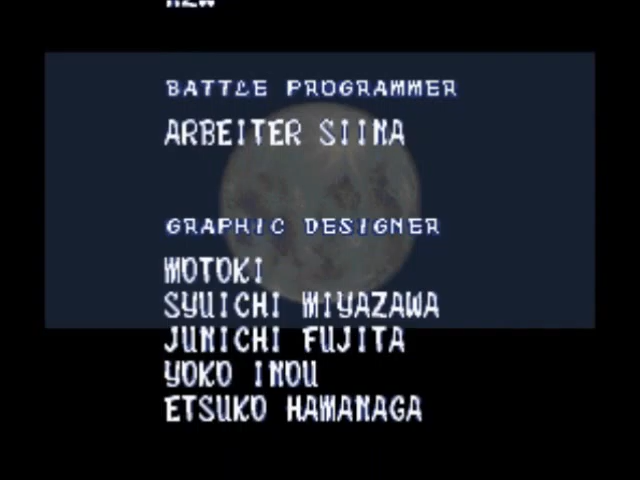 BATTLE PROGRAMMER
ARBEITER SIINA
GRAPHIC DESIGNER
MOTOKI
SYUICHI MIYAZAWA
JUNICHI FUJITA
YOKO INOU
ETSUKO HAMANAGA